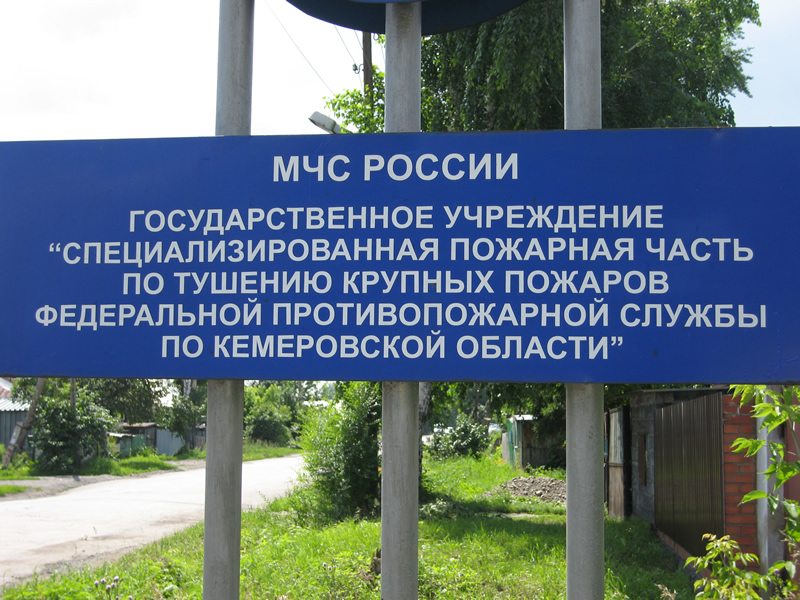 МЧС РОССИИ
ГОСУДАРСТВЕННОЕ УЧРЕЖДЕНИЕ
“СПЕЦИАЛИЗИРОВАННАЯ ПОЖАРНАЯ ЧАСТЬ
ПО ТУШЕНИЮ КРУПНЫХ ПОЖАРОВ
ФЕДЕРАЛЬНОЙ ПРОТИВОПОЖАРНОЙ СЛУЖБЫ
ПО КЕМЕРОВСКОЙ ОБЛАСТИ”